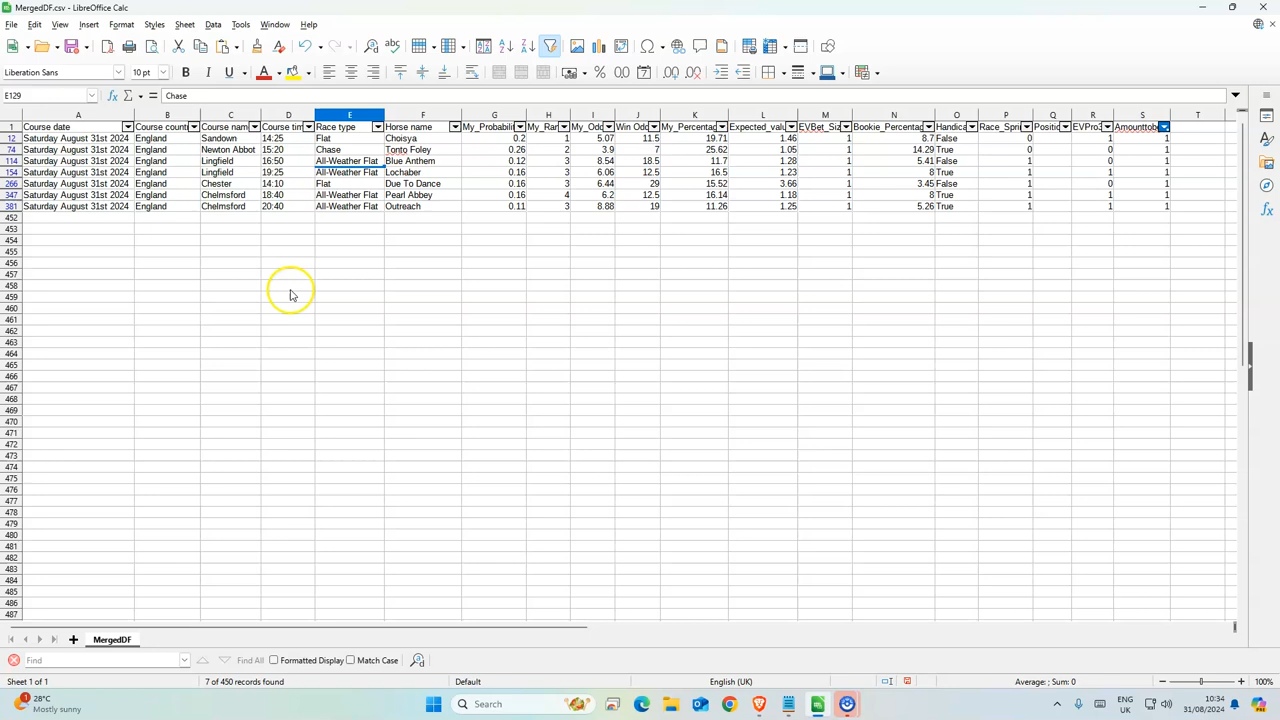 MergedDF.csv - LibreOffice Calc
File Edit View Insert Format Styles Sheet Data Tools Window Help
Liberation Sans 10 pt
E129 Chase
A B C D E F G H I J K L M N O P Q R S T
1 Course date Course count Course nam Course tim Race type Horse name My_Probabili My_Ran My_Od Win Od My_Percentag Expected_valu EVBet_Siz Bookie_Percentag Handica Race_Spri Positio EVPro3 Amounttobe
12 Saturday August 31st 2024 England Sandown 14:25 Flat Choisya 0.2 1 5.07 11.5 19.71 1.46 1 8.7 False 0 1 1
74 Saturday August 31st 2024 England Newton Abbot 15:20 Chase Tonto Foley 0.26 2 3.9 7 25.62 1.05 1 14.29 True 0 0 1
114 Saturday August 31st 2024 England Lingfield 16:50 All-Weather Flat Blue Anthem 0.12 3 8.54 18.5 11.7 1.28 1 5.41 False 1 0 1
154 Saturday August 31st 2024 England Lingfield 19:25 All-Weather Flat Lochaber 0.16 3 6.06 12.5 16.5 1.23 1 8 True 1 1 1
266 Saturday August 31st 2024 England Chester 14:10 Flat Due To Dance 0.16 3 6.44 29 15.52 3.66 1 3.45 False 1 0 1
347 Saturday August 31st 2024 England Chelmsford 18:40 All-Weather Flat Pearl Abbey 0.16 4 6.2 12.5 16.14 1.18 1 8 True 1 1 1
381 Saturday August 31st 2024 England Chelmsford 20:40 All-Weather Flat Outreach 0.11 3 8.88 19 11.26 1.25 1 5.26 True 1 1 1
452
453
454
455
456
457
458
459
460
461
462
463
464
465
466
467
468
469
470
471
472
473
474
475
476
477
478
479
480
481
482
483
484
485
486
487
MergedDF
Find Find All Formatted Display Match Case
Sheet 1 of 1 7 of 450 records found Default English (UK) Average: ; Sum: 0 100%
28°C
Mostly sunny
Search
ENG
UK
10:34
31/08/2024